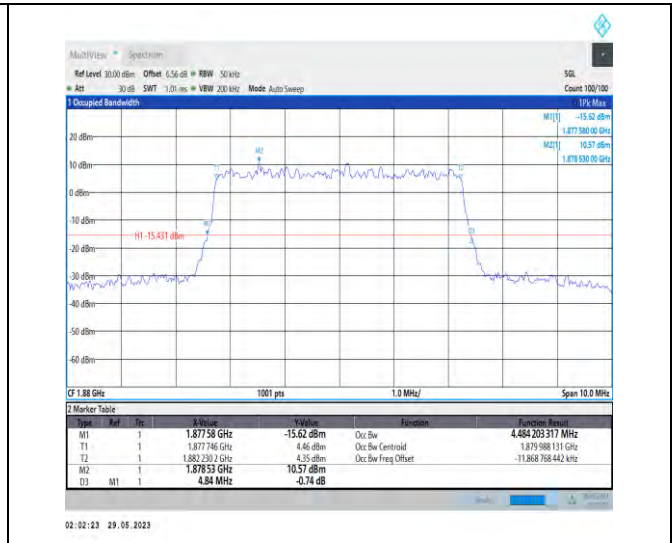 MultiView Spectrum
Ref Level 30.00 dBm Offset 6.56 dB RBW 50 kHz SGL
Att 30 dB SWT 1.01 ms VBW 200 kHz Mode Auto Sweep Count 100/100
1 Occupied Bandwidth 1Pk Max
M1[1] -15.62 dBm
1.877 580 00 GHz
M2[1] 10.57 dBm
1.878 530 00 GHz
20 dBm
M2
10 dBm
T1 T2
0 dBm
-10 dBm
M1
D3
H1 -15.431 dBm
-20 dBm
-30 dBm
-40 dBm
-50 dBm
-60 dBm
CF 1.88 GHz 1001 pts 1.0 MHz/ Span 10.0 MHz
2 Marker Table
Type Ref Trc X-Value Y-Value Function Function Result
M1 1 1.87758 GHz -15.62 dBm Occ Bw 4.484 203 317 MHz
T1 1 1.877 746 GHz 4.46 dBm Occ Bw Centroid 1.879 988 131 GHz
T2 1 1.882 230 2 GHz 4.35 dBm Occ Bw Freq Offset -11.868 768 442 kHz
M2 1 1.878 53 GHz 10.57 dBm
D3 M1 1 4.84 MHz -0.74 dB
02:02:23 29.05.2023